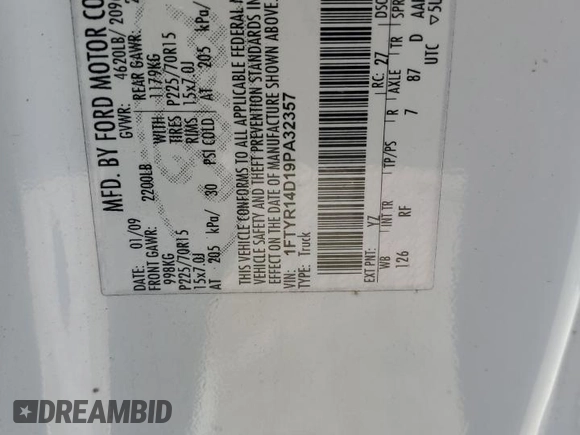 MFD. BY FORD MOTOR CO
DATE: 01/09 GVWR: 4620LB/ 209
FRONT GAWR: 2200LB REAR GAWR:
998KG WITH 1179KG
P225/70R15 TIRES P225/70R15
15x7.0J RIMS 15x7.0J
AT 205 kPa/ 30 PSI COLD AT 205 kPa/
THIS VEHICLE CONFORMS TO ALL APPLICABLE FEDERAL
VEHICLE SAFETY AND THEFT PREVENTION STANDARDS IN
EFFECT ON THE DATE OF MANUFACTURE SHOWN ABOVE.
VIN: 1FTYR14D19PA32357
TYPE: Truck
EXT PNT: YZ RC: 27 DSO
WB INT TR TP/PS R AXLE TR SPR
126 RF 7 87 D AAA
UTC
DREAMBID